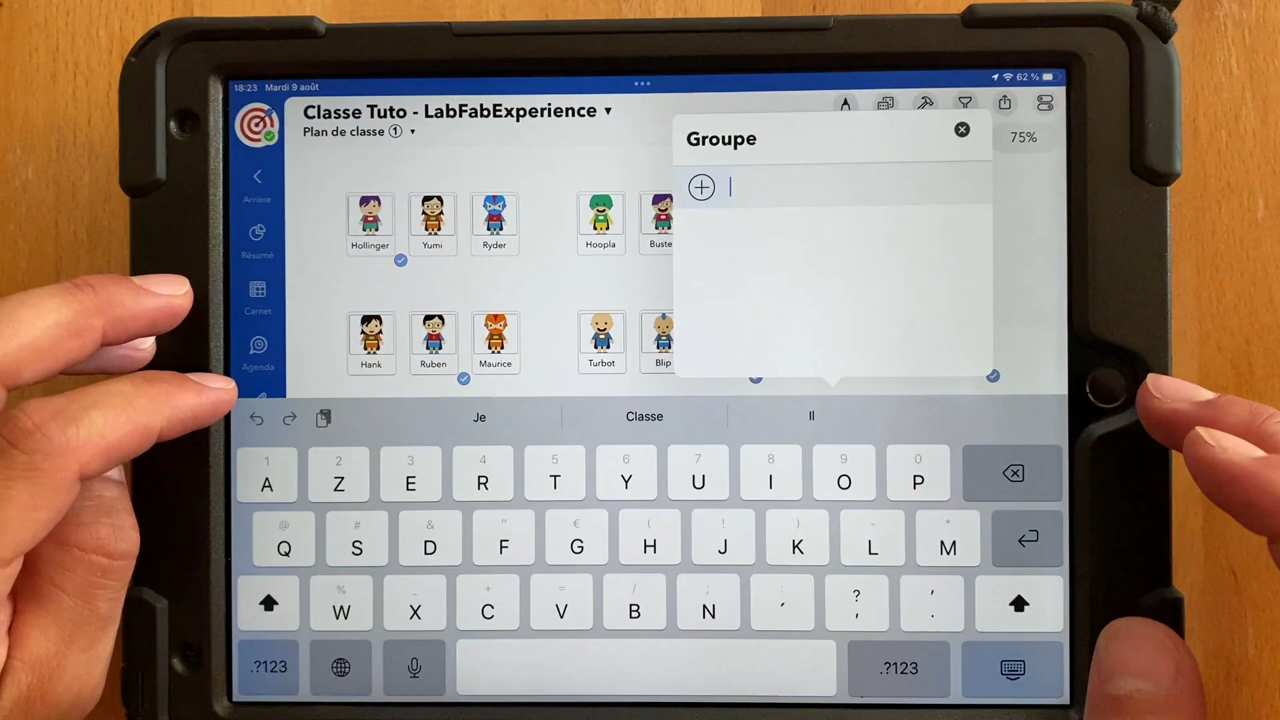 18:23 Mardi 9 août
62 %
Classe Tuto - LabFabExperience ▼
Plan de classe ① ▼
Groupe
75%
Arrière
Résumé
Carnet
Agenda
Hollinger Yumi Ryder Hoopla Buste
Hank Ruben Maurice Turbot Blip
Je Classe Il
1 2 3 4 5 6 7 8 9 0
A Z E R T Y U I O P
@ # & " € ( ! ) - *
Q S D F G H J K L M
% - + = / ; ´ ? '
W X C V B N , .
.?123 .?123